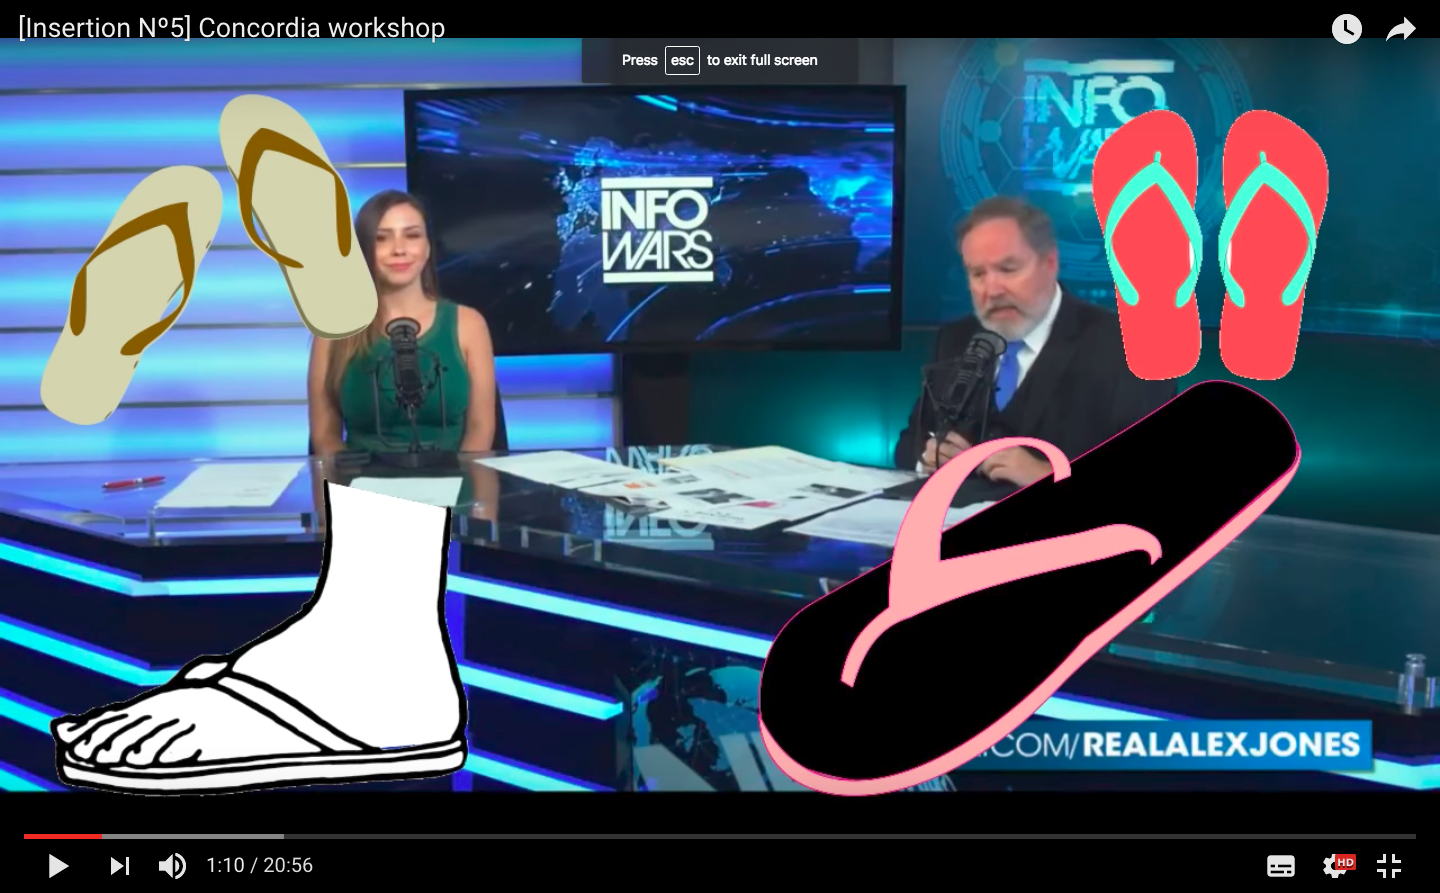 [Insertion Nº5] Concordia workshop
Press esc to exit full screen
INFO
INFO
WARS
.COM/REALALEXJONES
1:10 / 20:56
HD